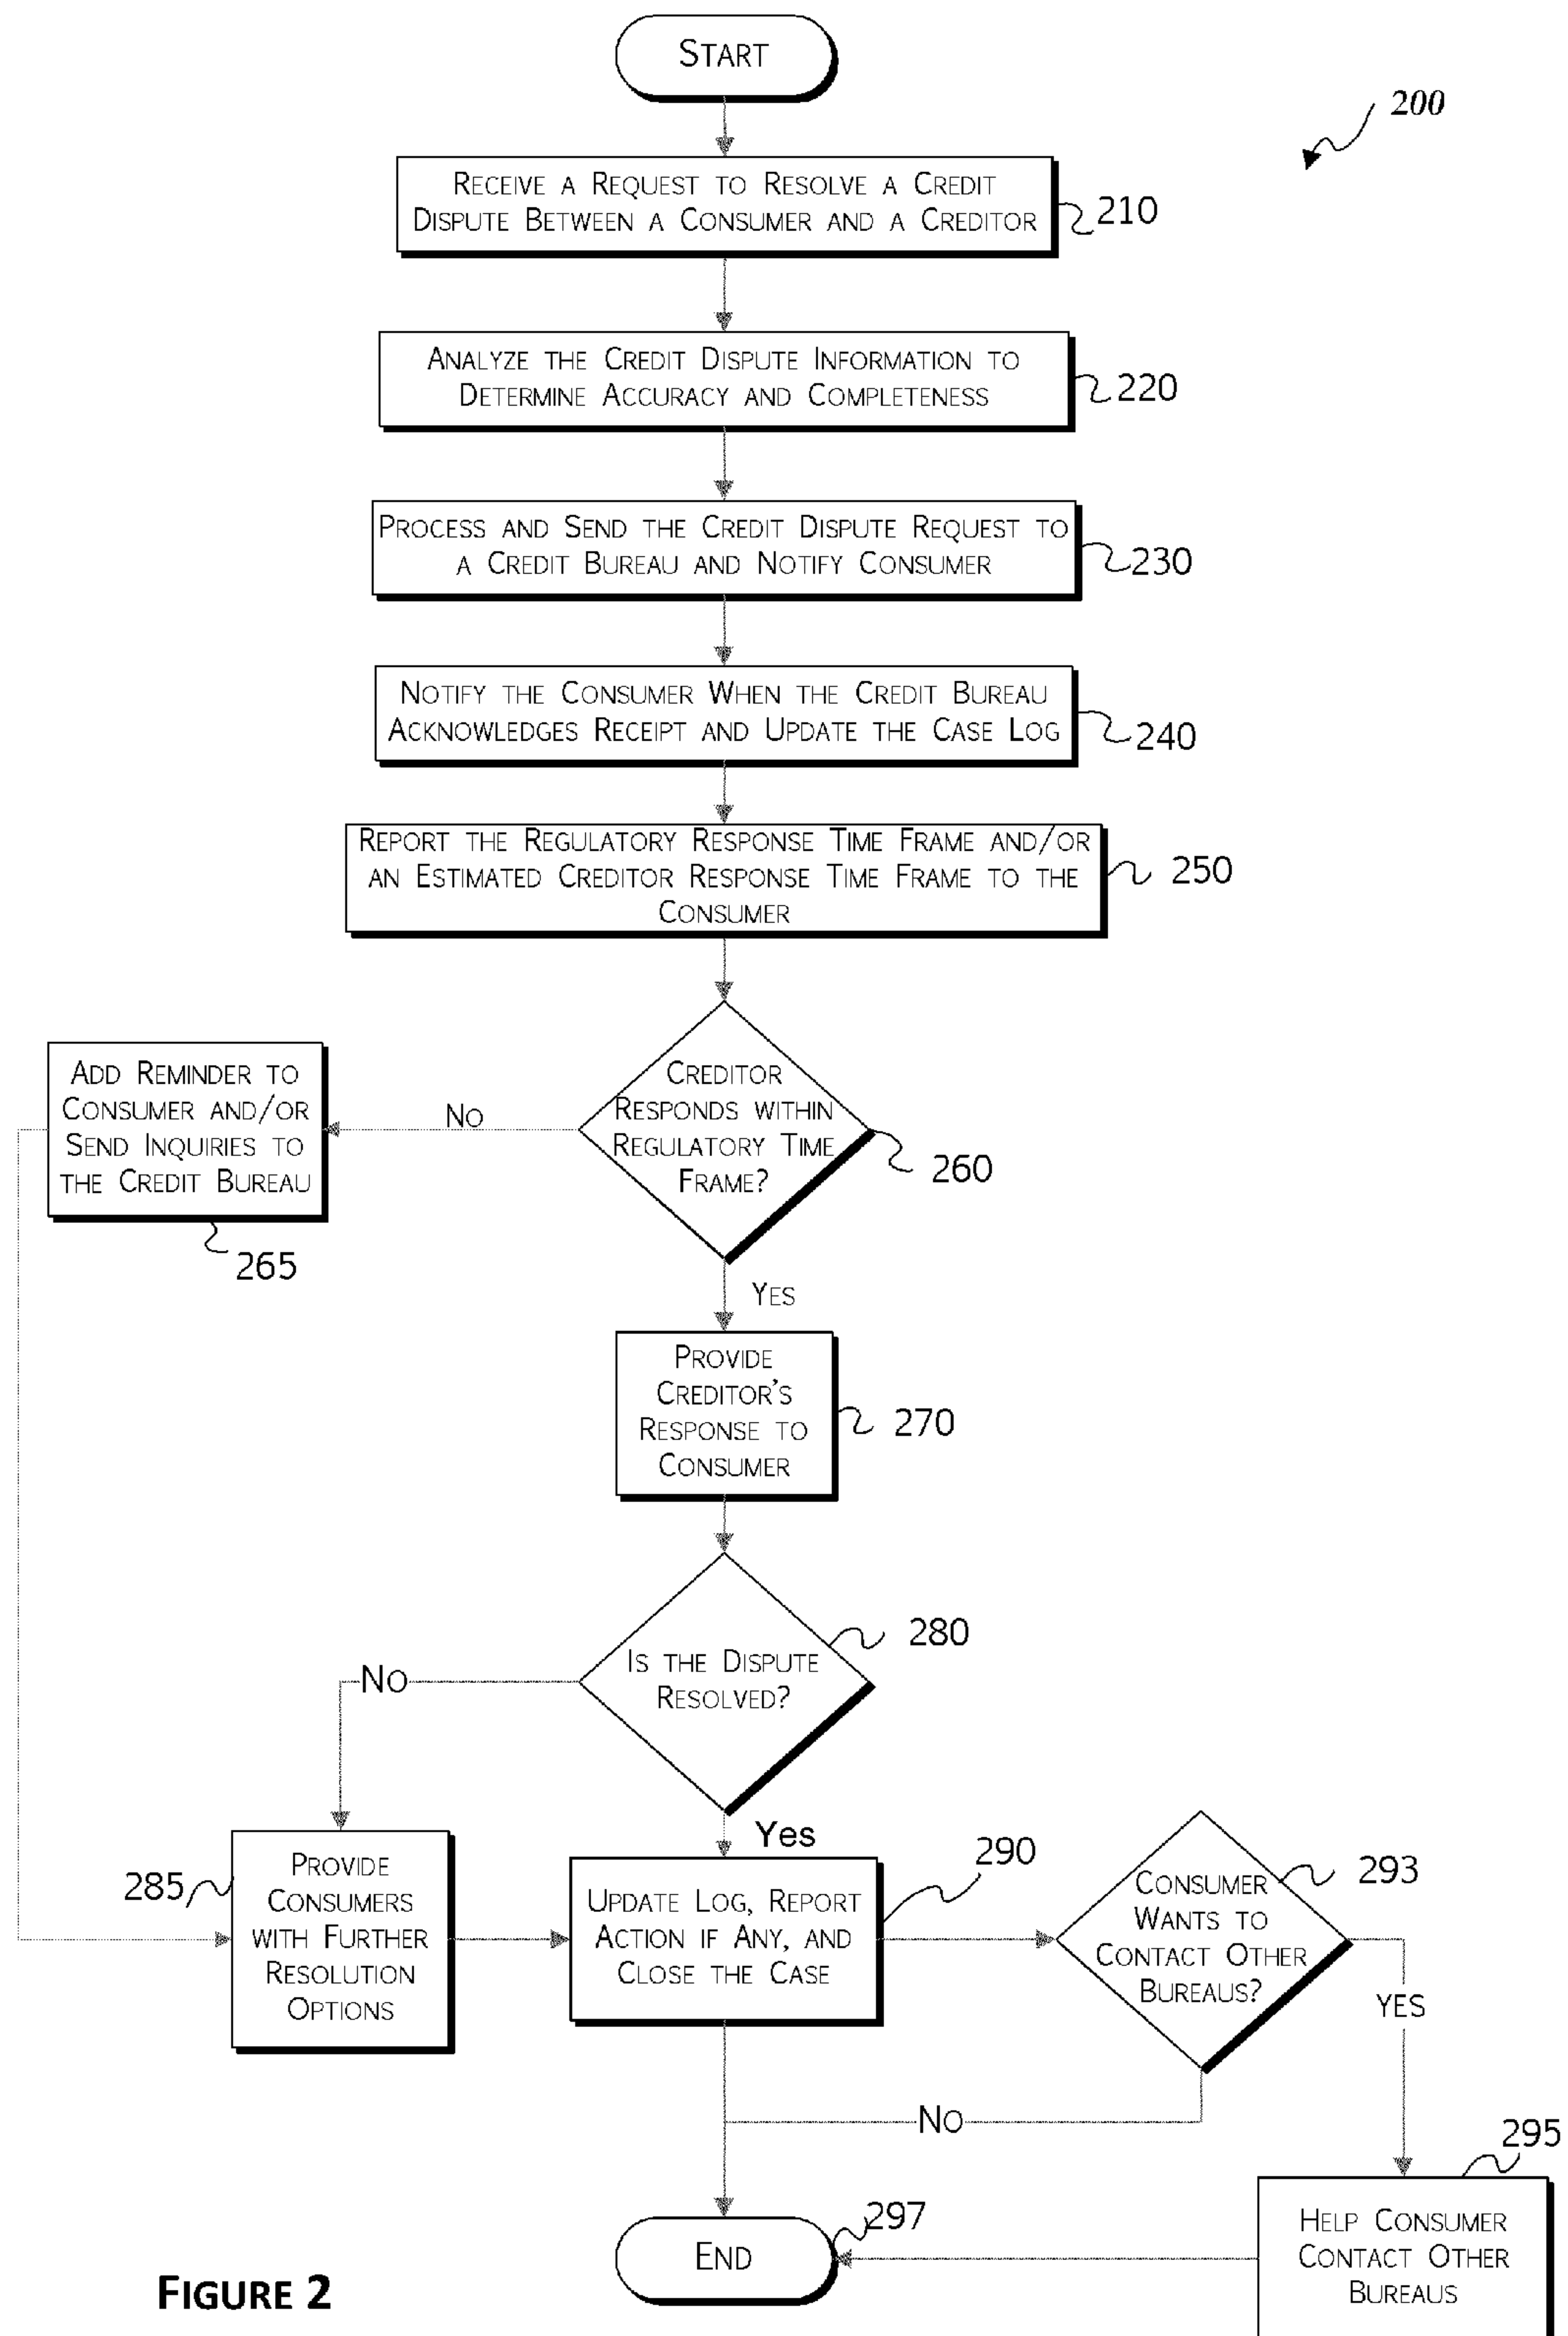 START
200
RECEIVE A REQUEST TO RESOLVE A CREDIT
DISPUTE BETWEEN A CONSUMER AND A CREDITOR
210
ANALYZE THE CREDIT DISPUTE INFORMATION TO
DETERMINE ACCURACY AND COMPLETENESS
220
PROCESS AND SEND THE CREDIT DISPUTE REQUEST TO
A CREDIT BUREAU AND NOTIFY CONSUMER
230
NOTIFY THE CONSUMER WHEN THE CREDIT BUREAU
ACKNOWLEDGES RECEIPT AND UPDATE THE CASE LOG
240
REPORT THE REGULATORY RESPONSE TIME FRAME AND/OR
AN ESTIMATED CREDITOR RESPONSE TIME FRAME TO THE
CONSUMER
250
CREDITOR
RESPONDS WITHIN
REGULATORY TIME
FRAME?
260
NO
ADD REMINDER TO
CONSUMER AND/OR
SEND INQUIRIES TO
THE CREDIT BUREAU
265
YES
PROVIDE
CREDITOR'S
RESPONSE TO
CONSUMER
270
IS THE DISPUTE
RESOLVED?
280
NO
Yes
285
PROVIDE
CONSUMERS
WITH FURTHER
RESOLUTION
OPTIONS
UPDATE LOG, REPORT
ACTION IF ANY, AND
CLOSE THE CASE
290
CONSUMER
WANTS TO
CONTACT OTHER
BUREAUS?
293
YES
NO
295
HELP CONSUMER
CONTACT OTHER
BUREAUS
END
297
FIGURE 2